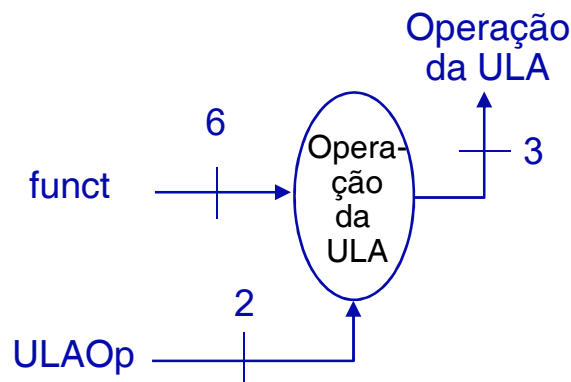 Operação
da ULA
6
3
funct
Opera-
ção
da
ULA
2
ULAOp